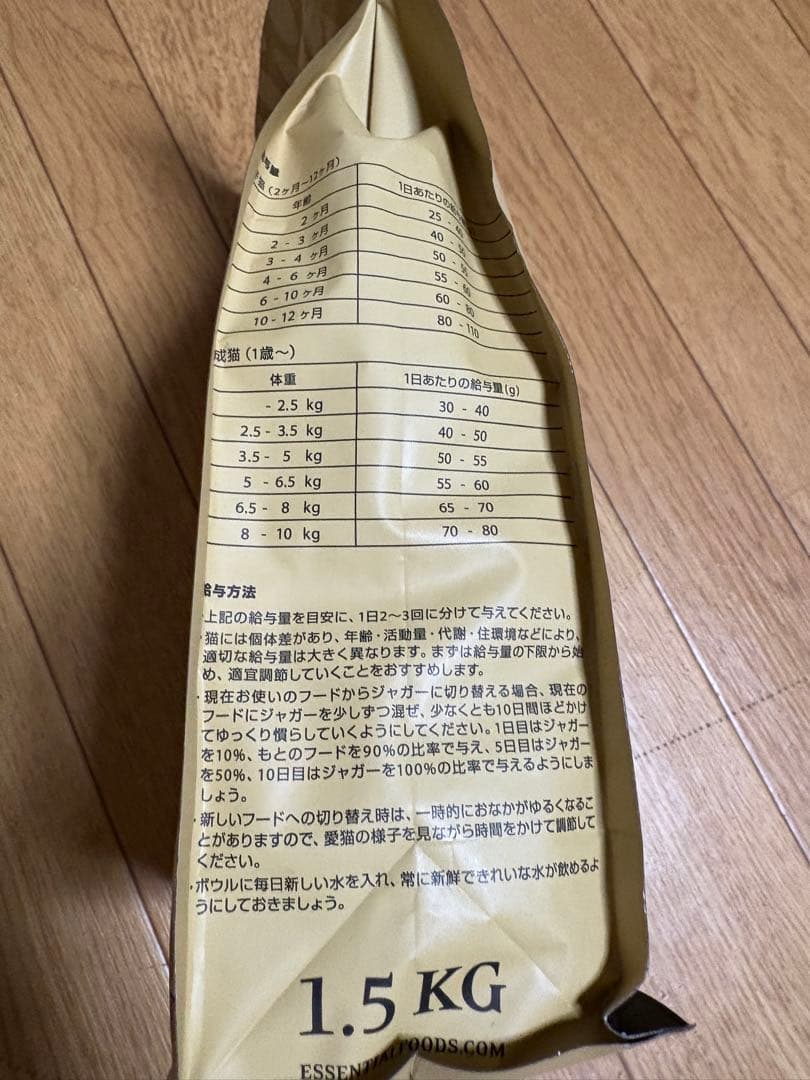 (2ヶ月~12ヶ月)
年齢 1日あたりの給与
2 ヶ月 25 - 40
2 - 3 ヶ月 40 -
3 - 4 ヶ月 50 -
4 - 6 ヶ月 55 - 60
6 - 10 ヶ月 60 - 80
10 - 12 ヶ月 80 - 110
成猫 (1歳~)
体重 1日あたりの給与量(g)
- 2.5 kg 30 - 40
2.5 - 3.5 kg 40 - 50
3.5 - 5 kg 50 - 55
5 - 6.5 kg 55 - 60
6.5 - 8 kg 65 - 70
8 - 10 kg 70 - 80
給与方法
・上記の給与量を目安に、1日2~3回に分けて与えてください。
・猫には個体差があり、年齢・活動量・代謝・住環境などにより、
適切な給与量は大きく異なります。まずは給与量の下限から始
め、適宜調節していくことをおすすめします。
・現在お使いのフードからジャガーに切り替える場合、現在の
フードにジャガーを少しずつ混ぜ、少なくとも10日間ほどかけ
てゆっくり慣らしていくようにしてください。1日目はジャガー
を10%、もとのフードを90%の比率で与え、5日目はジャガー
を50%、10日目はジャガーを100%の比率で与えるようにしま
しょう。
・新しいフードへの切り替え時は、一時的におなかがゆるくなるこ
とがありますので、愛猫の様子を見ながら時間をかけて調節して
ください。
・ボウルに毎日新しい水を入れ、常に新鮮できれいな水が飲めるよ
うにしておきましょう。
1.5 KG
ESSENTIALFOODS.COM